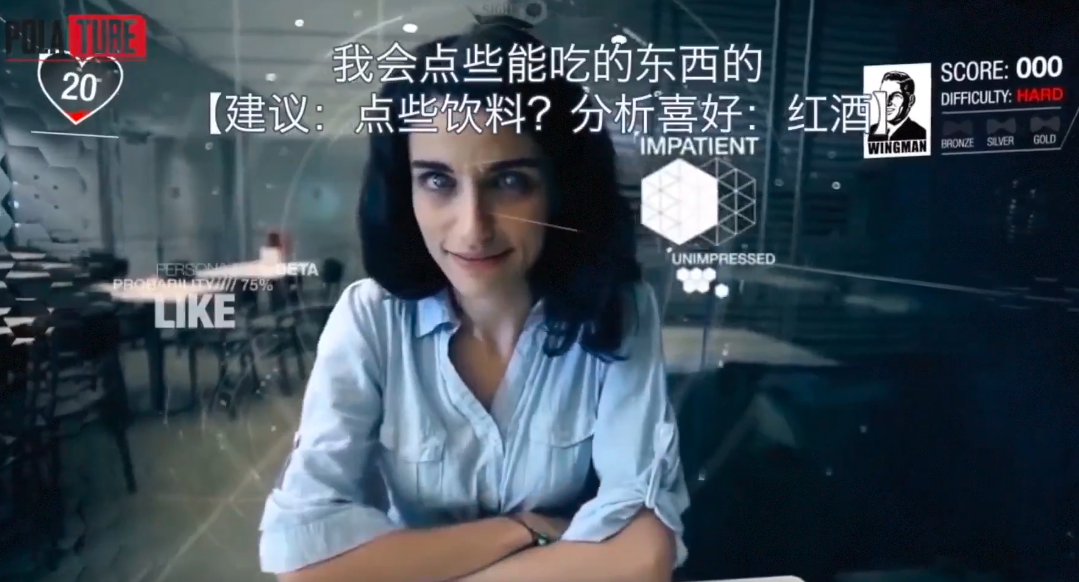 SIGHT
POLA TUBE
20
我会点些能吃的东西的
【建议：点些饮料？分析喜好：红酒】
SCORE: 000
DIFFICULTY: HARD
WINGMAN
BRONZE SILVER GOLD
IMPATIENT
UNIMPRESSED
BETA
PROBABILITY//// 75%
LIKE